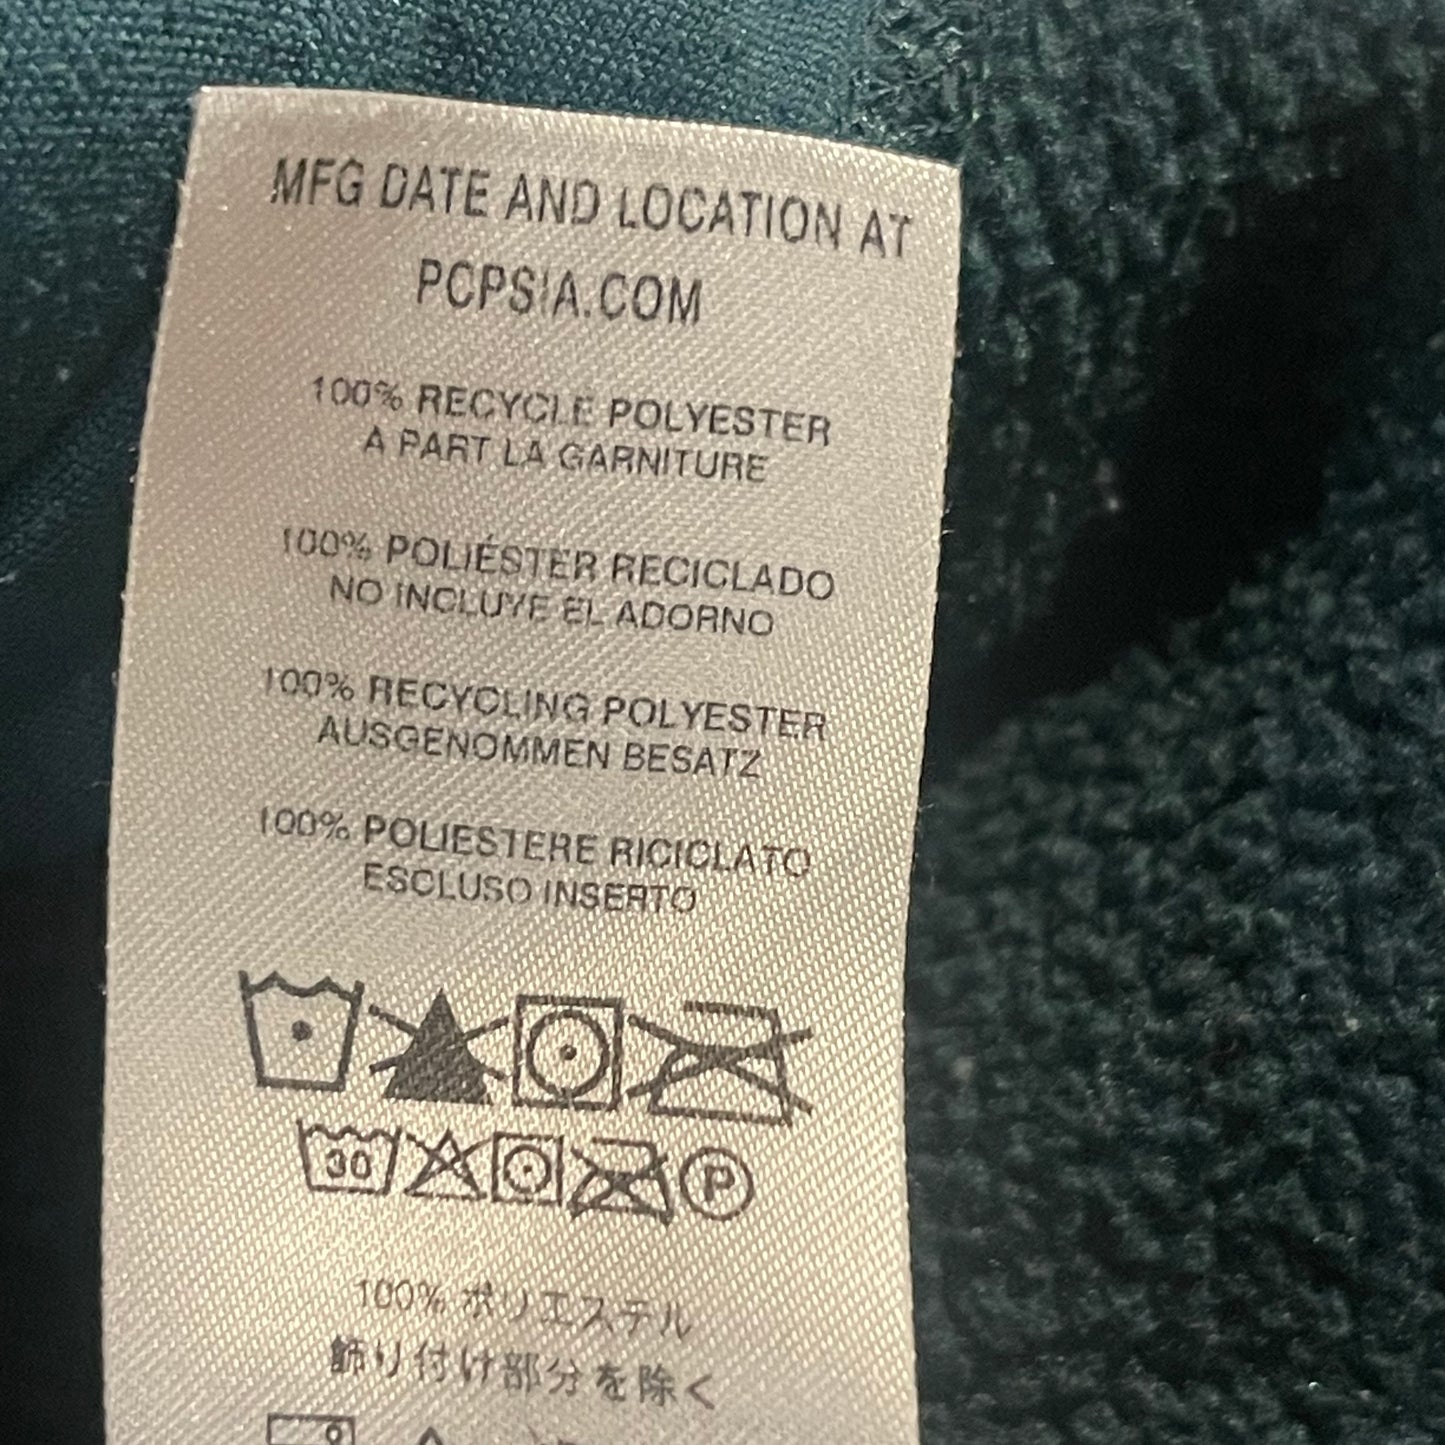 MFG DATE AND LOCATION AT
PCPSIA.COM
100% RECYCLE POLYESTER
A PART LA GARNITURE
100% POLIÉSTER RECICLADO
NO INCLUYE EL ADORNO
100% RECYCLING POLYESTER
AUSGENOMMEN BESATZ
100% POLIESTERE RICICLATO
ESCLUSO INSERTO
30 P
100% ポリエステル
飾り付け部分を除く